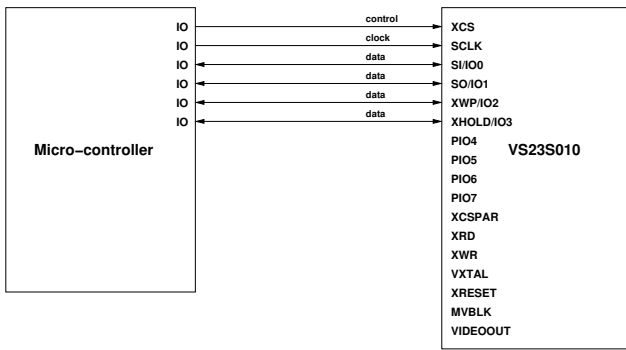 IO control XCS
IO clock SCLK
IO data SI/IO0
IO data SO/IO1
IO data XWP/IO2
IO data XHOLD/IO3
PIO4
Micro−controller PIO5 VS23S010
PIO6
PIO7
XCSPAR
XRD
XWR
VXTAL
XRESET
MVBLK
VIDEOOUT